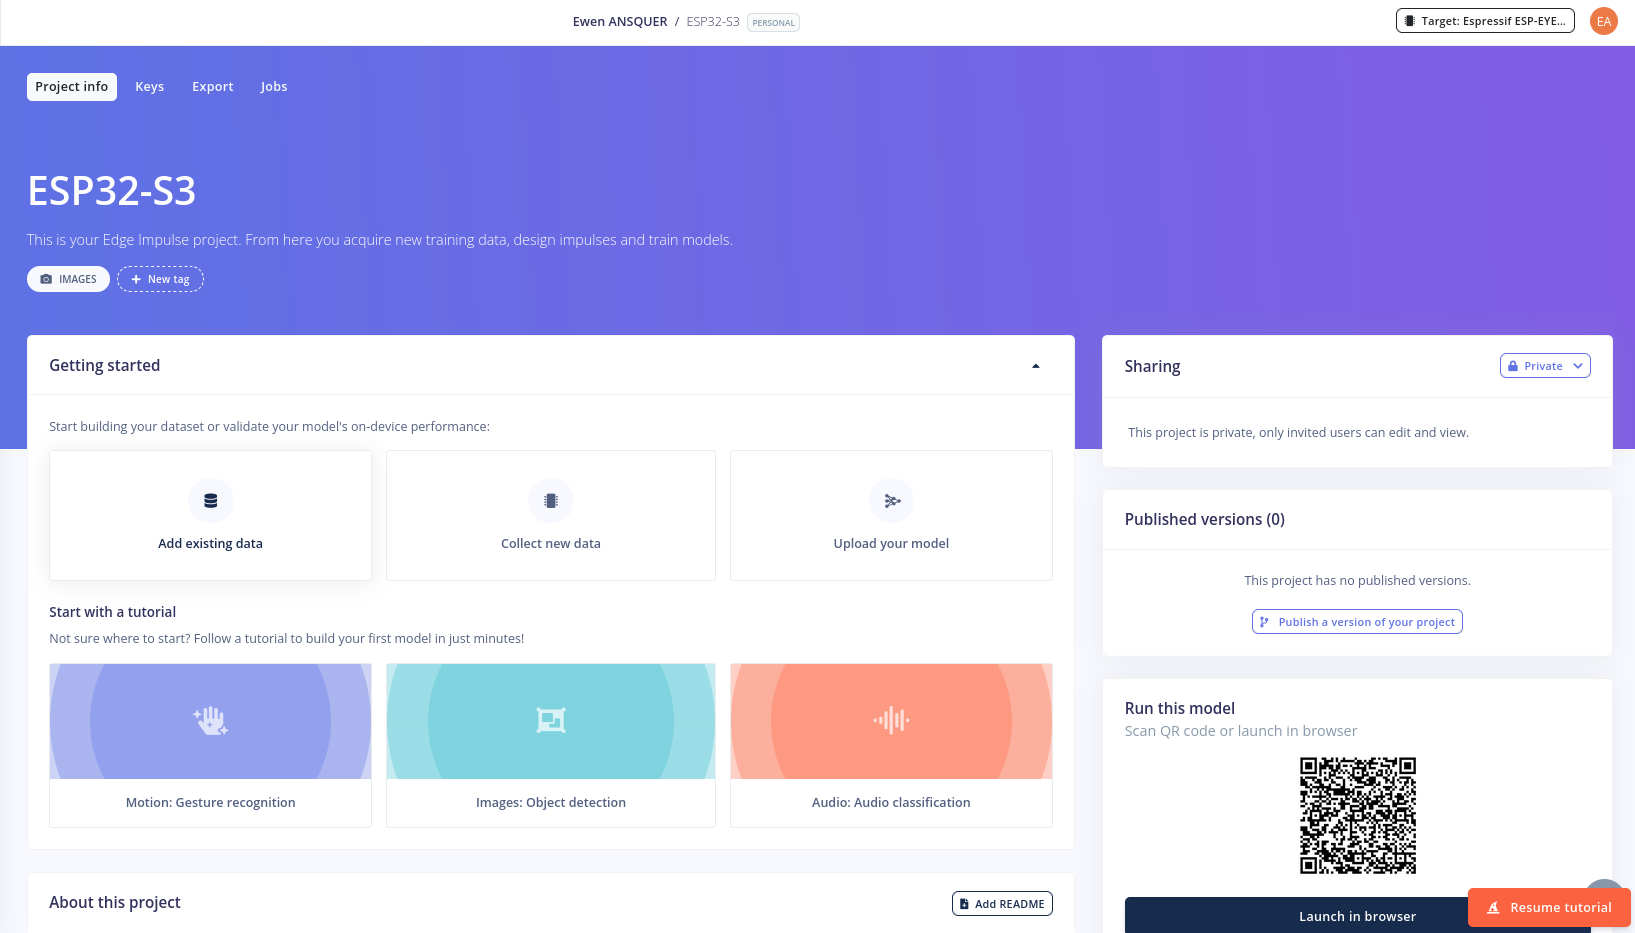 Ewen ANSQUER / ESP32-S3 PERSONAL
Target: Espressif ESP-EYE...
EA
Project info Keys Export Jobs
ESP32-S3
This is your Edge Impulse project. From here you acquire new training data, design impulses and train models.
IMAGES
New tag
Getting started
Start building your dataset or validate your model's on-device performance:
Add existing data
Collect new data
Upload your model
Start with a tutorial
Not sure where to start? Follow a tutorial to build your first model in just minutes!
Motion: Gesture recognition
Images: Object detection
Audio: Audio classification
About this project
Add README
Sharing
Private
This project is private, only invited users can edit and view.
Published versions (0)
This project has no published versions.
Publish a version of your project
Run this model
Scan QR code or launch in browser
Launch in browser
Resume tutorial